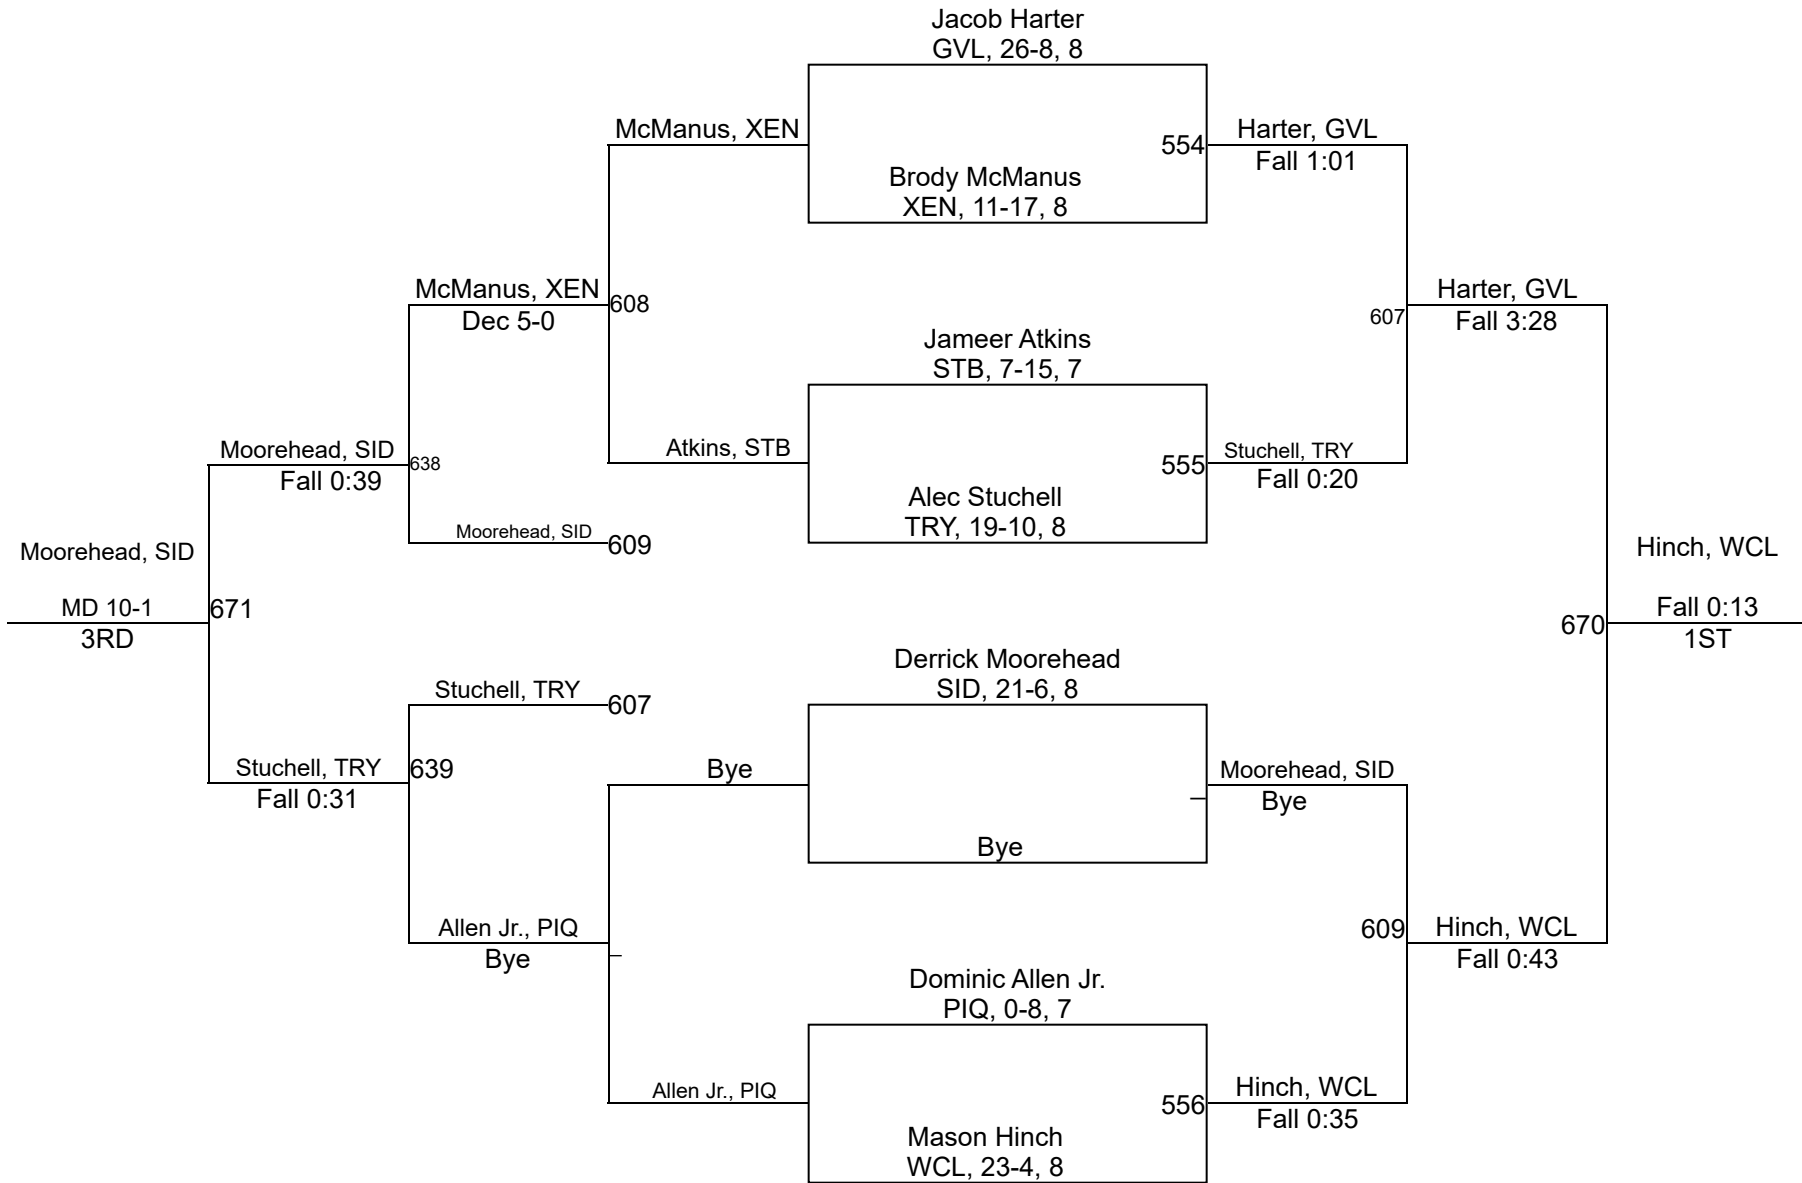 Jacob Harter
GVL, 26-8, 8
McManus, XEN
554
Harter, GVL
Fall 1:01
Brody McManus
XEN, 11-17, 8
McManus, XEN
Dec 5-0
608
607
Harter, GVL
Fall 3:28
Jameer Atkins
STB, 7-15, 7
Moorehead, SID
Fall 0:39
638
Atkins, STB
555
Stuchell, TRY
Fall 0:20
Alec Stuchell
TRY, 19-10, 8
Moorehead, SID
609
Moorehead, SID
MD 10-1
3RD
671
Hinch, WCL
Fall 0:13
1ST
670
Derrick Moorehead
SID, 21-6, 8
Stuchell, TRY
607
Stuchell, TRY
Fall 0:31
639
Bye
Moorehead, SID
Bye
Bye
Allen Jr., PIQ
Bye
609
Hinch, WCL
Fall 0:43
Dominic Allen Jr.
PIQ, 0-8, 7
Allen Jr., PIQ
556
Hinch, WCL
Fall 0:35
Mason Hinch
WCL, 23-4, 8